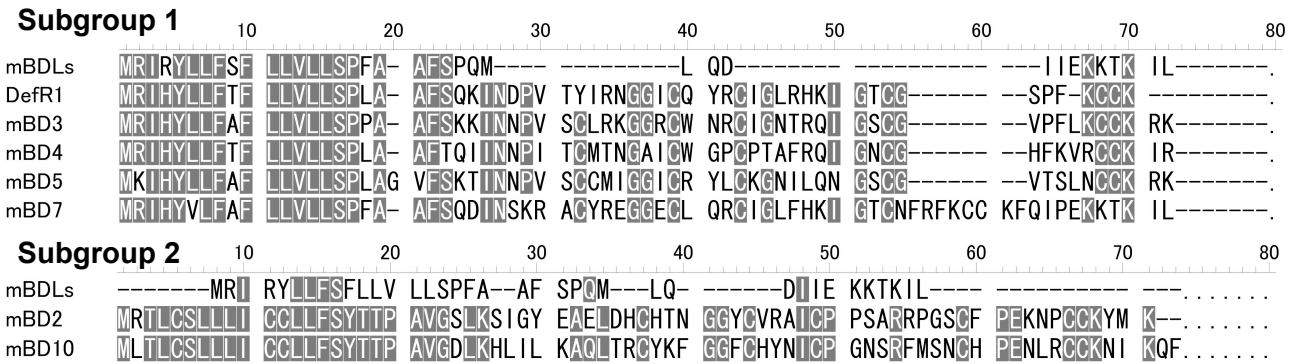 Subgroup 1
10 20 30 40 50 60 70 80
mBDLs MRIRYLLFSF LLVLLSPFA- AFSPQM---- ----------L QD-------- ---------- --IIEKKTK IL-------.
DefR1 MRIHYLLFTF LLVLLSPLA- AFSQKINDPV TYIRNGGICQ YRCIGLRHKI GTCG------ --SPF-KCCK ---------.
mBD3 MRIHYLLFAF LLVLLSPPA- AFSKKINNPV SCLRKGGRCW NRCIGNTRQI GSCG------ --VPFLKCCK RK-------.
mBD4 MRIHYLLFTF LLVLLSPLA- AFTQIINNPI TCMTNGAICW GPCPTAFRQI GNCG------ --HFKVRCCK IR-------.
mBD5 MKIHYLLFAF LLVLLSPLAG VFSKTINNPV SCCMIGGICR YLCKGNILQN GSCG------ --VTSLNCCK RK-------.
mBD7 MRIHYVLFAF LLVLLSPFA- AFSQDINSKR ACYREGGECL QRCIGLFHKI GTCNFRFKCC KFQIPEKKTK IL-------.
Subgroup 2
10 20 30 40 50 60 70 80
mBDLs -------MRI RYLLFSFLLV LLSPFA--AF SPQM---LQ- ------DIIE KKTKIL---- ---------- ---.......
mBD2 MRTLCSLLLI CCLLFSYTTP AVGSLKSIGY EAELDHCHTN GGYCVRAICP PSARRPGSCF PEKNPCCKYM K--.......
mBD10 MLTLCSLLLI CCLLFSYTTP AVGDLKHLIL KAQLTRCYKF GGFCHYNICP GNSRFMSNCH PENLRCCKNI KQF.......